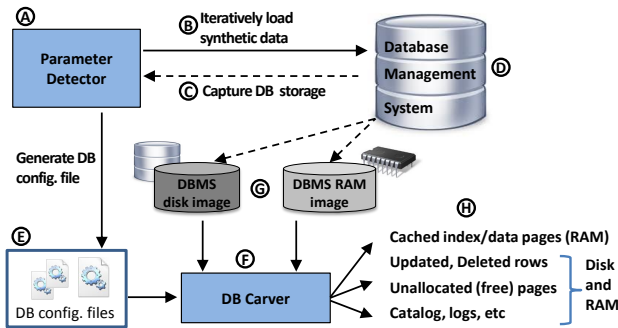 A
Parameter
Detector
B
Iteratively load
synthetic data
C
Capture DB storage
Database
Management
System
D
Generate DB
config. file
DBMS
disk image
G
DBMS RAM
image
E
DB config. files
F
DB Carver
H
Cached index/data pages (RAM)
Updated, Deleted rows
Unallocated (free) pages
Catalog, logs, etc
Disk
and
RAM